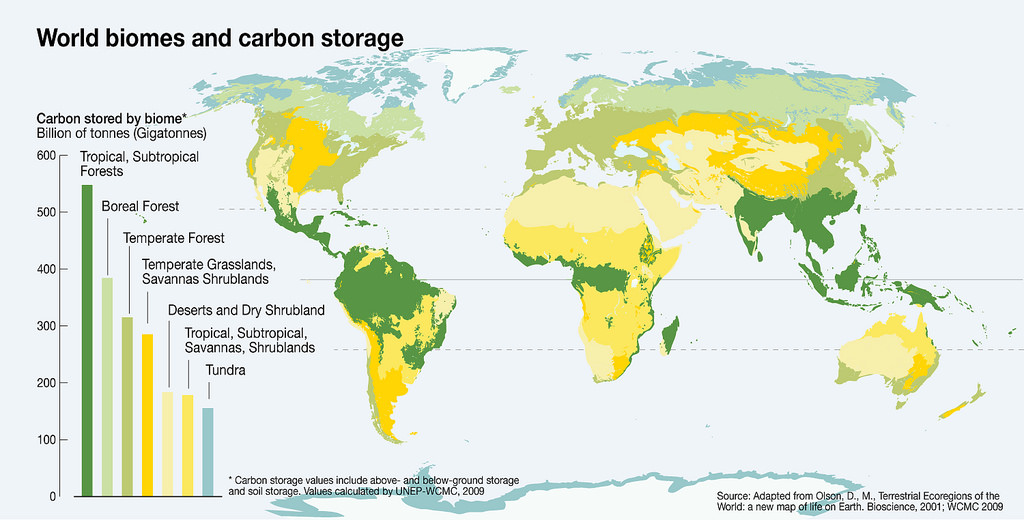 World biomes and carbon storage
Carbon stored by biome*
Billion of tonnes (Gigatonnes)
600
Tropical, Subtropical
Forests
500
Boreal Forest
Temperate Forest
400
Temperate Grasslands,
Savannas Shrublands
300
Deserts and Dry Shrubland
Tropical, Subtropical,
Savannas, Shrublands
200
Tundra
100
0
* Carbon storage values include above- and below-ground storage
and soil storage. Values calculated by UNEP-WCMC, 2009
Source: Adapted from Olson, D., M., Terrestrial Ecoregions of the
World: a new map of life on Earth. Bioscience, 2001; WCMC 2009